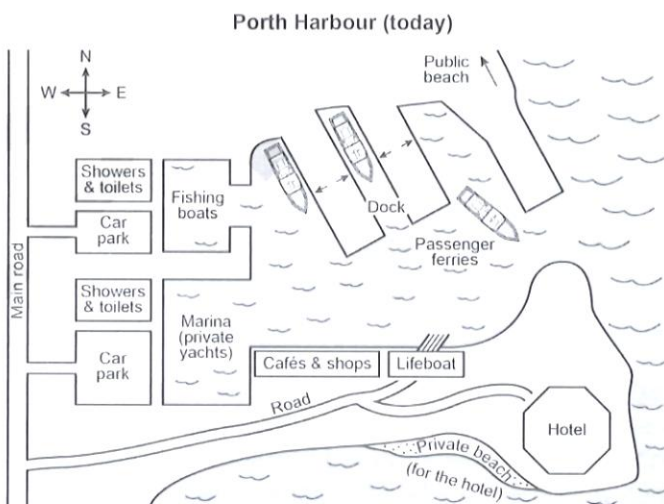 Porth Harbour (today)
N
W
E
S
Public
beach
Showers
& toilets
Fishing
boats
Car
park
Dock
Passenger
ferries
Main road
Showers
& toilets
Marina
(private
yachts)
Car
park
Cafés & shops
Lifeboat
Road
Hotel
Private beach
(for the hotel)